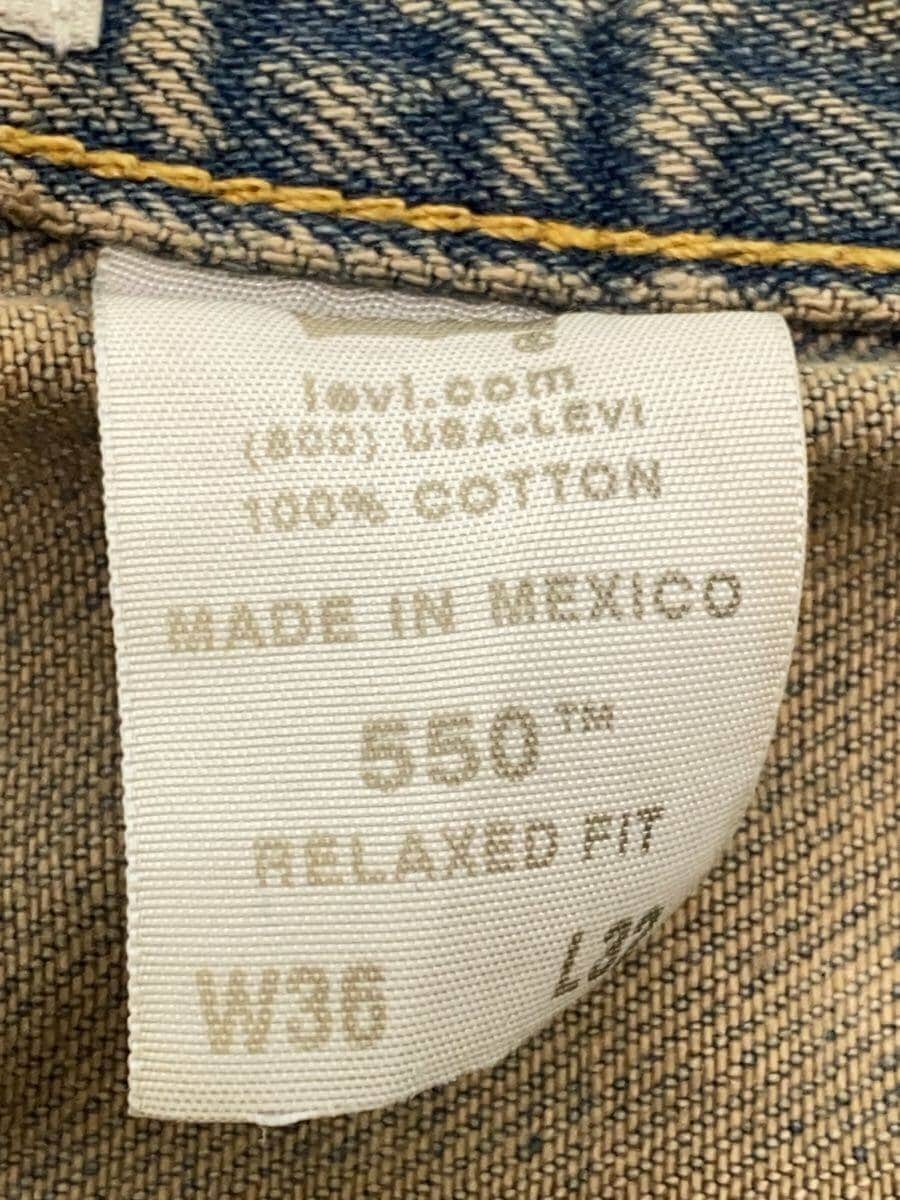 ®
levi.com
(800) USA-LEVI
100% COTTON
MADE IN MEXICO
550™
RELAXED FIT
W36